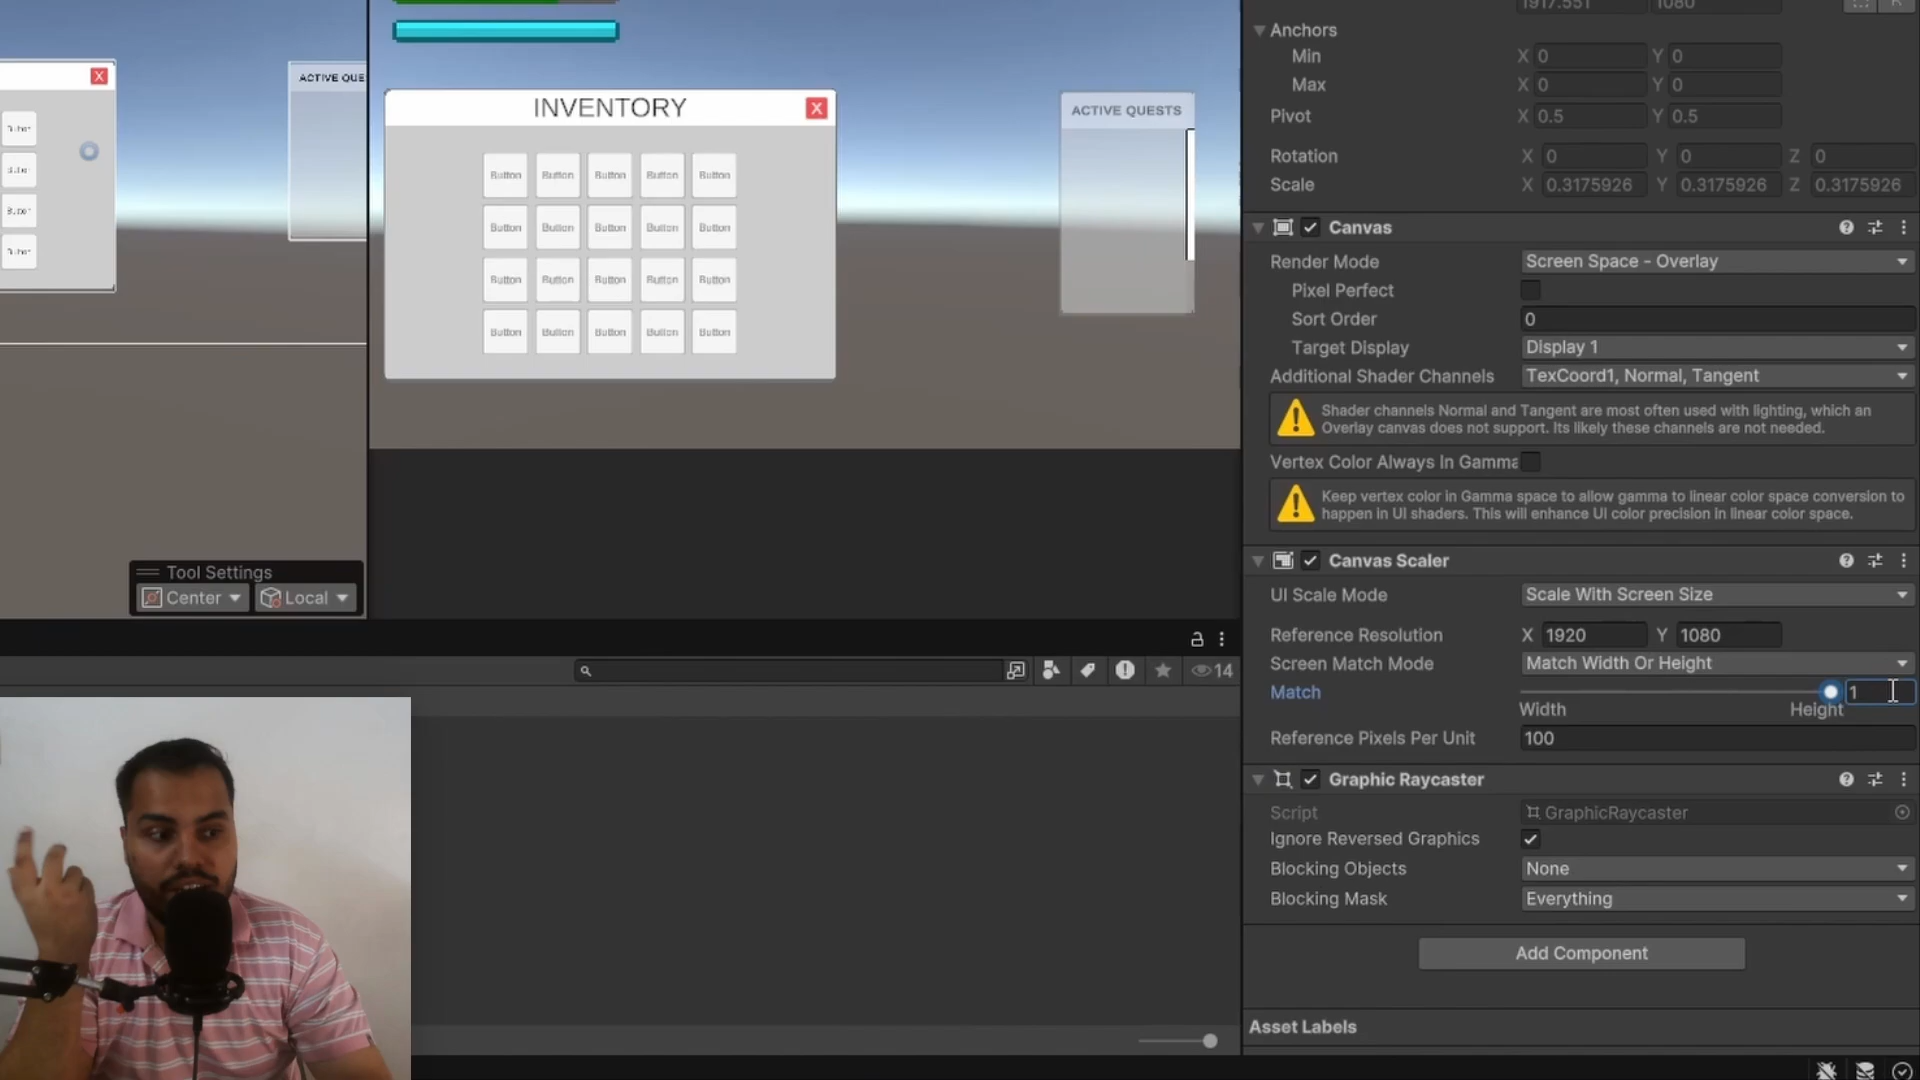 1917.551 1080
Anchors
Min X 0 Y 0
Max X 0 Y 0
Pivot X 0.5 Y 0.5
Rotation X 0 Y 0 Z 0
Scale X 0.3175926 Y 0.3175926 Z 0.3175926
X
ACTIVE QUE
Button
Button
Button
Button
INVENTORY X
Button Button Button Button Button
Button Button Button Button Button
Button Button Button Button Button
Button Button Button Button Button
ACTIVE QUESTS
Canvas
Render Mode Screen Space - Overlay
Pixel Perfect
Sort Order 0
Target Display Display 1
Additional Shader Channels TexCoord1, Normal, Tangent
Shader channels Normal and Tangent are most often used with lighting, which an
Overlay canvas does not support. Its likely these channels are not needed.
Vertex Color Always In Gamma
Keep vertex color in Gamma space to allow gamma to linear color space conversion to
happen in UI shaders. This will enhance UI color precision in linear color space.
Tool Settings
Center Local
Canvas Scaler
UI Scale Mode Scale With Screen Size
Reference Resolution X 1920 Y 1080
Screen Match Mode Match Width Or Height
Match 1
Width Height
Reference Pixels Per Unit 100
14
Graphic Raycaster
Script GraphicRaycaster
Ignore Reversed Graphics
Blocking Objects None
Blocking Mask Everything
Add Component
Asset Labels